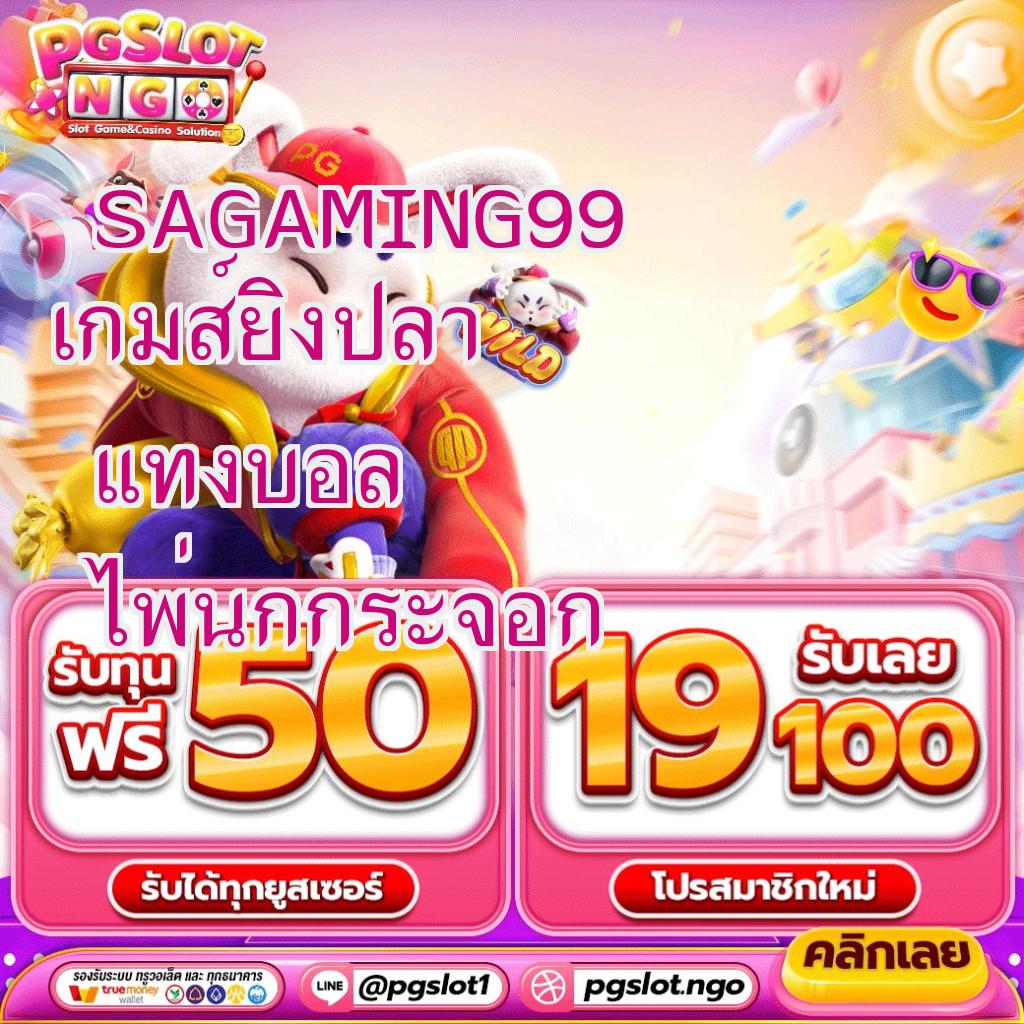 PGSLOT
NGO
Slot Game&Casino Solution
PG
SAGAMING99
เกมส์ยิงปลา
WILD
แทงบอล
ไพ่นกกระจอก
รับทุน
ฟรี
50
19
รับเลย
100
รับได้ทุกยูสเซอร์
โปรสมาชิกใหม่
คลิกเลย
รองรับระบบ ทรูวอเล็ต และ ทุกธนาคาร
truemoney
wallet
LINE
@pgslot1
pgslot.ngo